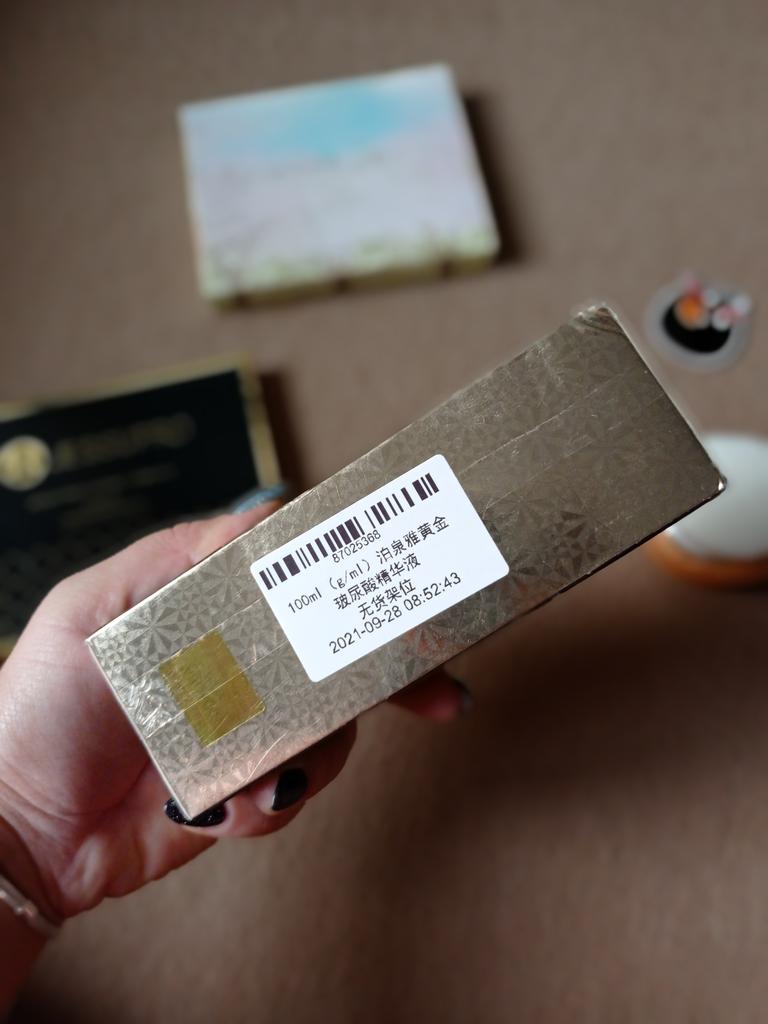 87025368
100ml (g/ml) 泊泉雅黄金
玻尿酸精华液
无货架位
2021-09-28 08:52:43